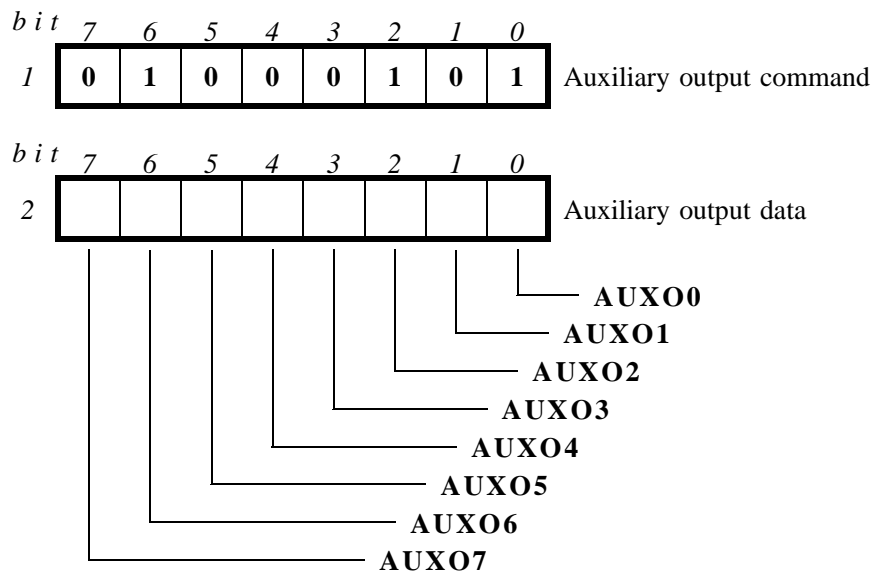 bit 7 6 5 4 3 2 1 0
1 0 1 0 0 0 1 0 1 Auxiliary output command
bit 7 6 5 4 3 2 1 0
2 Auxiliary output data
AUXO0
AUXO1
AUXO2
AUXO3
AUXO4
AUXO5
AUXO6
AUXO7